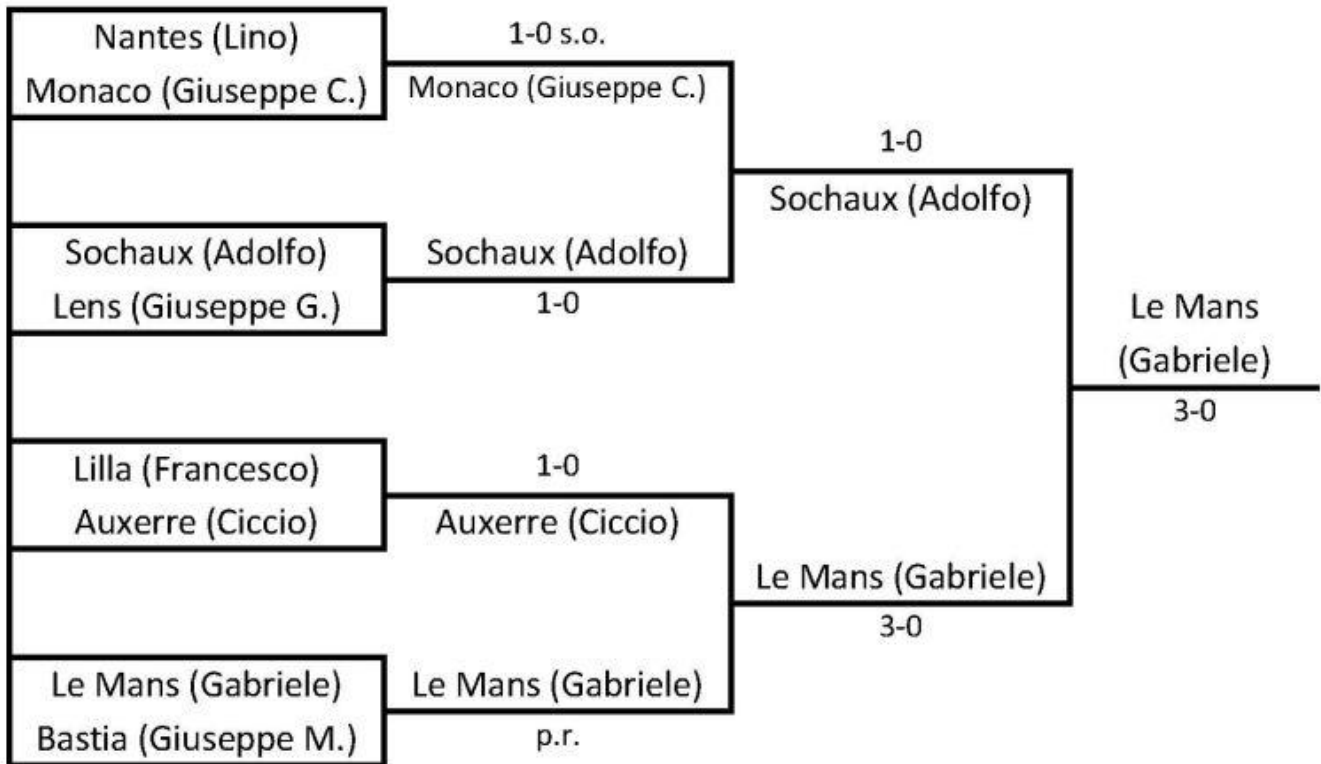 Nantes (Lino)
Monaco (Giuseppe C.)
1-0 s.o.
Monaco (Giuseppe C.)
Sochaux (Adolfo)
Lens (Giuseppe G.)
Sochaux (Adolfo)
1-0
1-0
Sochaux (Adolfo)
Lilla (Francesco)
Auxerre (Ciccio)
1-0
Auxerre (Ciccio)
Le Mans (Gabriele)
Bastia (Giuseppe M.)
Le Mans (Gabriele)
p.r.
Le Mans (Gabriele)
3-0
Le Mans
(Gabriele)
3-0